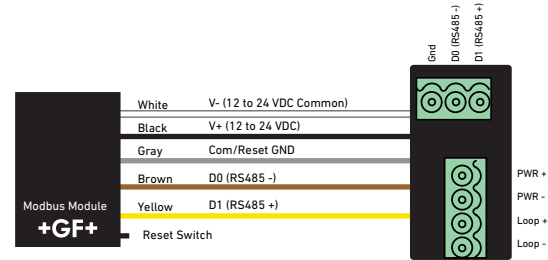 Gnd
D0 (RS485 -)
D1 (RS485 +)
White V- (12 to 24 VDC Common)
Black V+ (12 to 24 VDC)
Gray Com/Reset GND
Brown D0 (RS485 -)
Yellow D1 (RS485 +)
Reset Switch
Modbus Module
+GF+
PWR +
PWR -
Loop +
Loop -